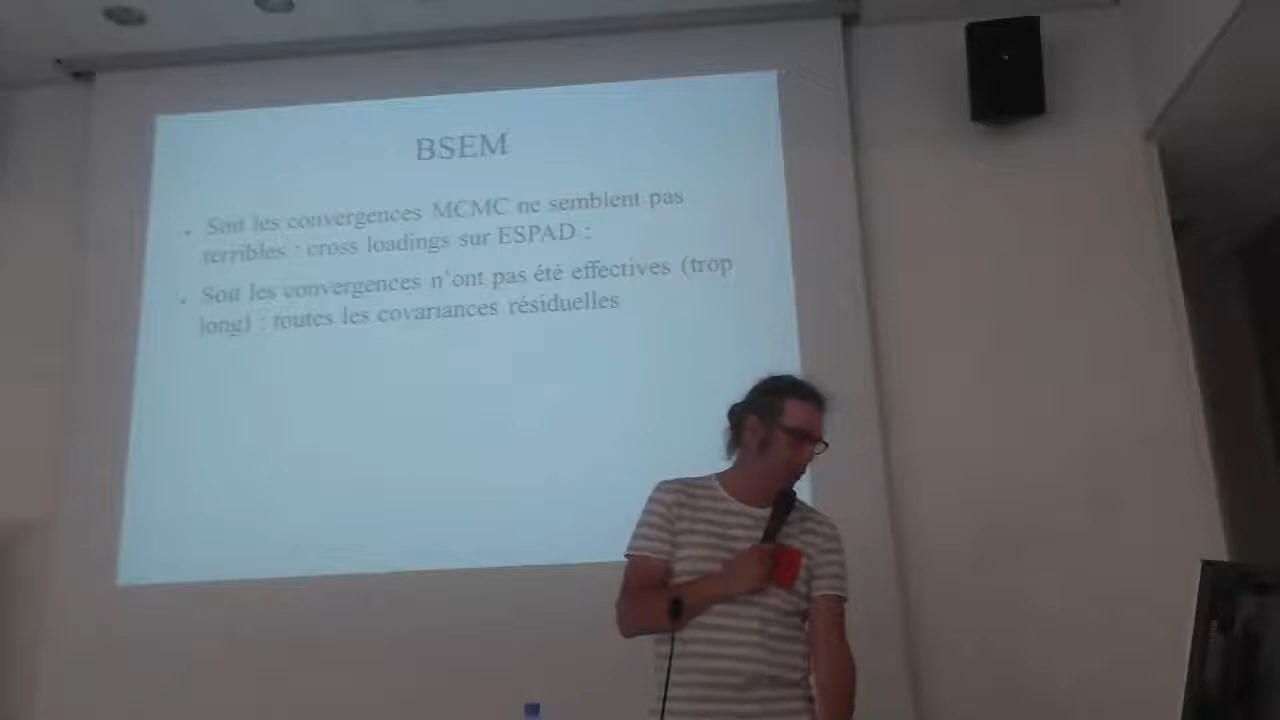 BSEM
• Soit les convergences MCMC ne semblent pas
terribles : cross loadings sur ESPAD :
• Soit les convergences n'ont pas été effectives (trop
long) : toutes les covariances résiduelles